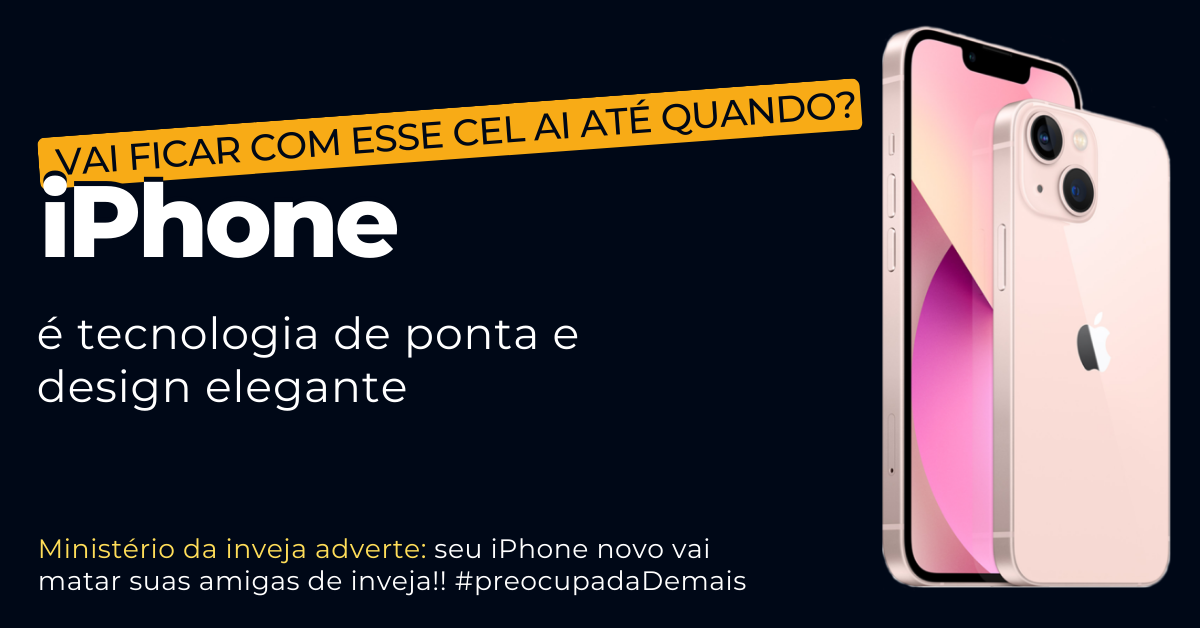 VAI FICAR COM ESSE CEL AI ATÉ QUANDO?
iPhone
é tecnologia de ponta e
design elegante
Ministério da inveja adverte: seu iPhone novo vai
matar suas amigas de inveja!! #preocupadaDemais